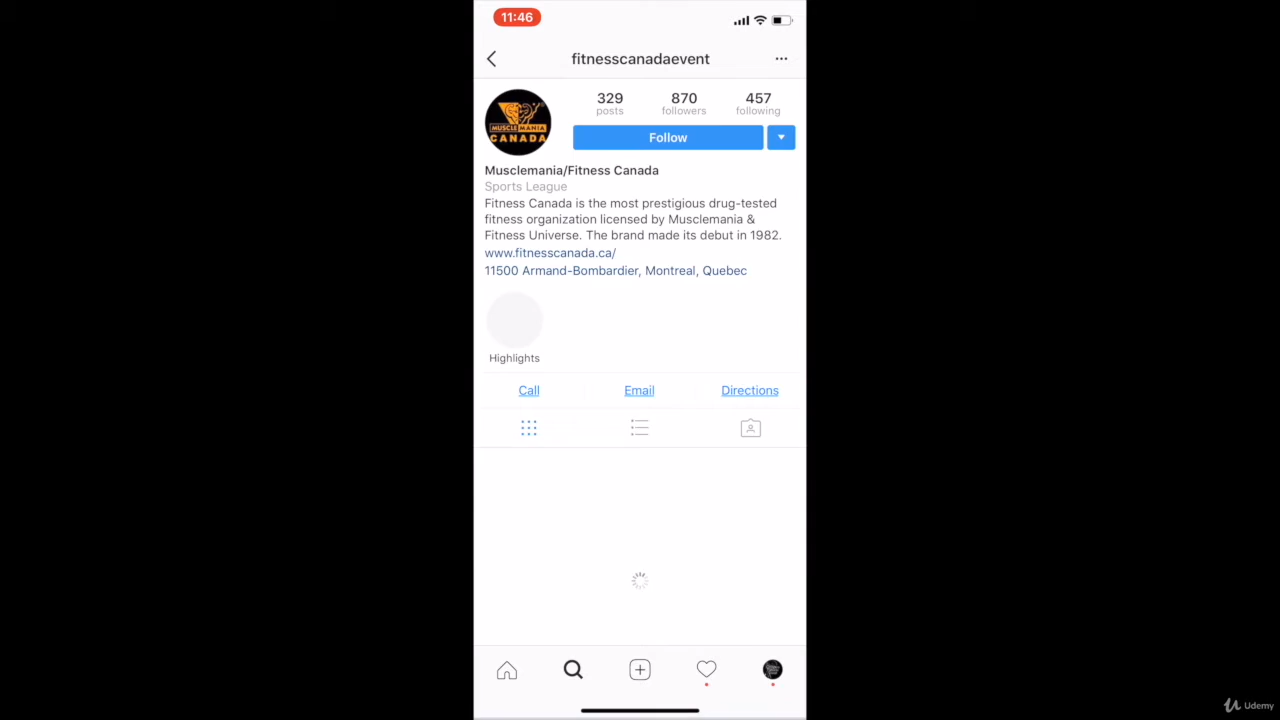 11:46
fitnesscanadaevent
329 870 457
posts followers following
Follow
MUSCLE MANIA
CANADA
Musclemania/Fitness Canada
Sports League
Fitness Canada is the most prestigious drug-tested
fitness organization licensed by Musclemania &
Fitness Universe. The brand made its debut in 1982.
www.fitnesscanada.ca/
11500 Armand-Bombardier, Montreal, Quebec
Highlights
Call Email Directions
Udemy